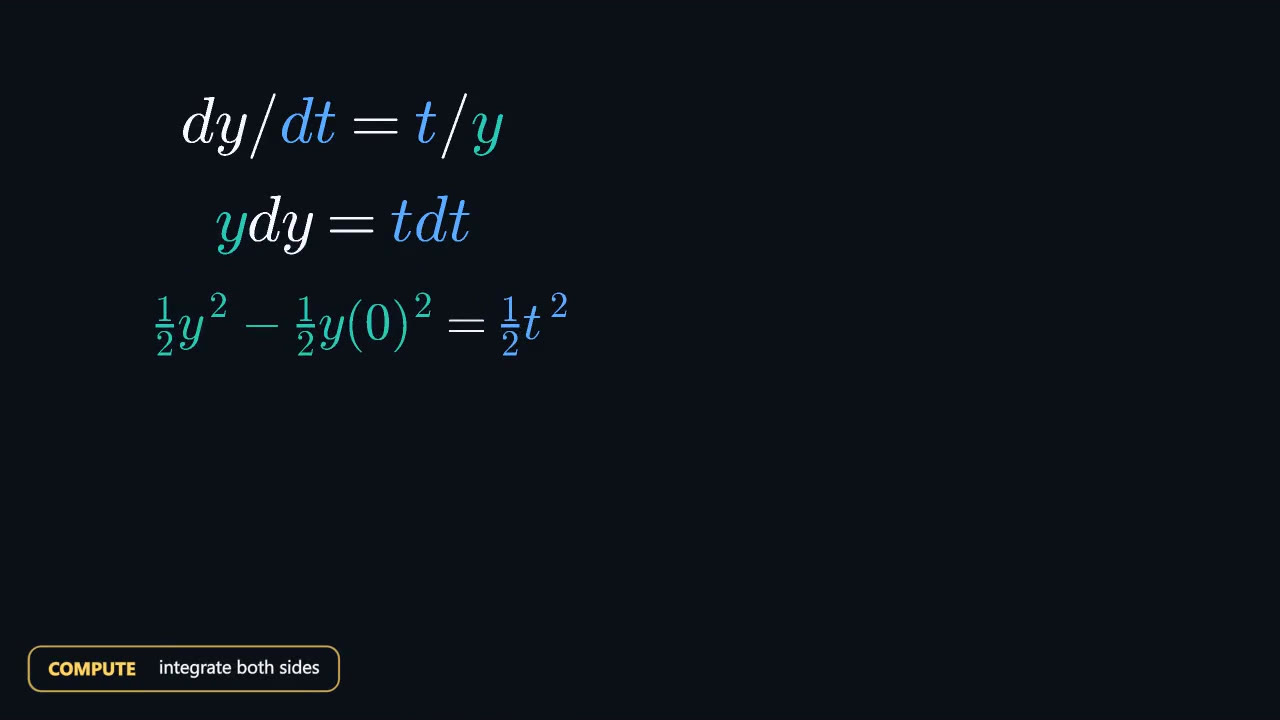 dy/dt = t/y
ydy = tdt
½y² − ½y(0)² = ½t²
COMPUTE integrate both sides